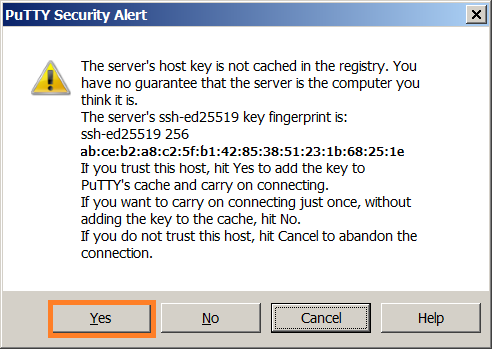 PuTTY Security Alert
The server's host key is not cached in the registry. You
have no guarantee that the server is the computer you
think it is.
The server's ssh-ed25519 key fingerprint is:
ssh-ed25519 256
ab:ce:b2:a8:c2:5f:b1:42:85:38:51:23:1b:68:25:1e
If you trust this host, hit Yes to add the key to
PuTTY's cache and carry on connecting.
If you want to carry on connecting just once, without
adding the key to the cache, hit No.
If you do not trust this host, hit Cancel to abandon the
connection.
Yes No Cancel Help